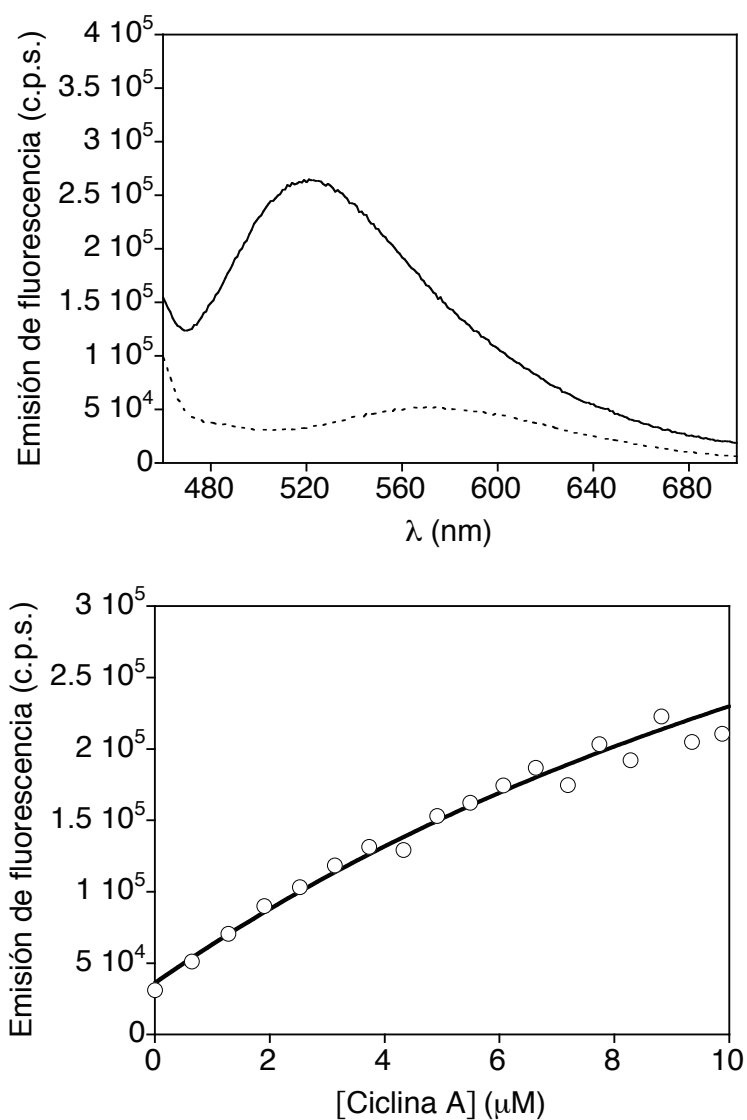 Emisión de fluorescencia (c.p.s.)
4 10⁵
3.5 10⁵
3 10⁵
2.5 10⁵
2 10⁵
1.5 10⁵
1 10⁵
5 10⁴
0
480 520 560 600 640 680
λ (nm)
Emisión de fluorescencia (c.p.s.)
3 10⁵
2.5 10⁵
2 10⁵
1.5 10⁵
1 10⁵
5 10⁴
0
0 2 4 6 8 10
[Ciclina A] (μM)